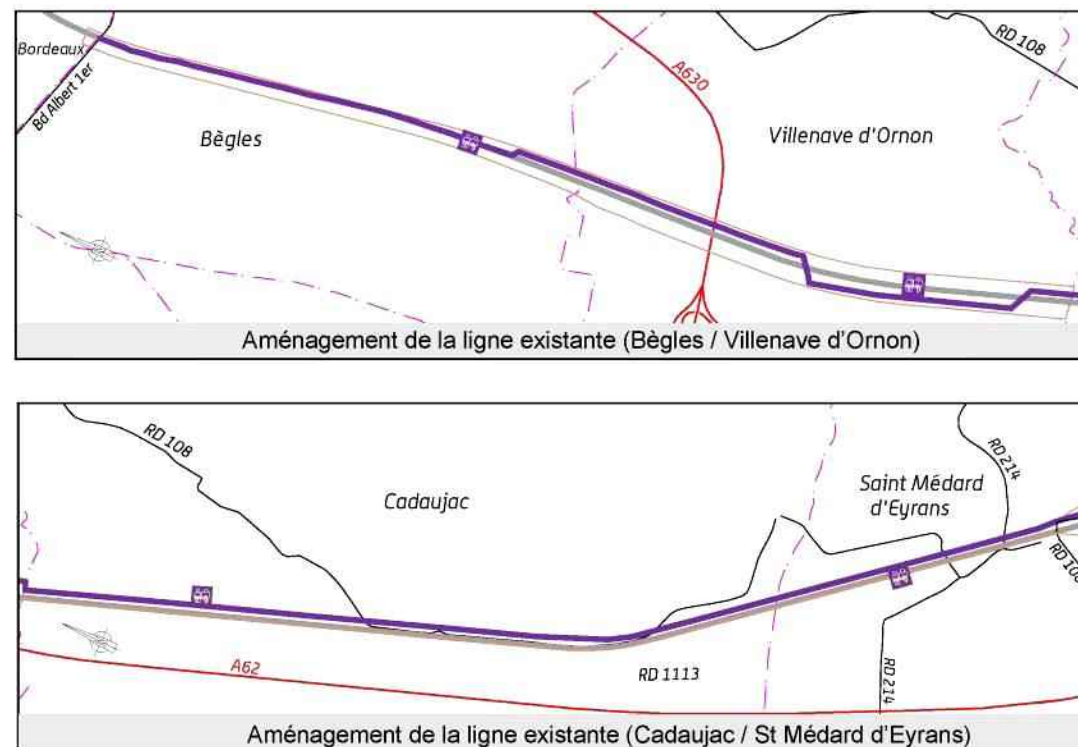 Bordeaux
Bd Albert 1er
Bègles
A630
RD 108
Villenave d'Ornon
Aménagement de la ligne existante (Bègles / Villenave d'Ornon)
RD 108
Cadaujac
Saint Médard
d'Eyrans
RD 214
RD 108
A62
RD 1113
RD 214
Aménagement de la ligne existante (Cadaujac / St Médard d'Eyrans)